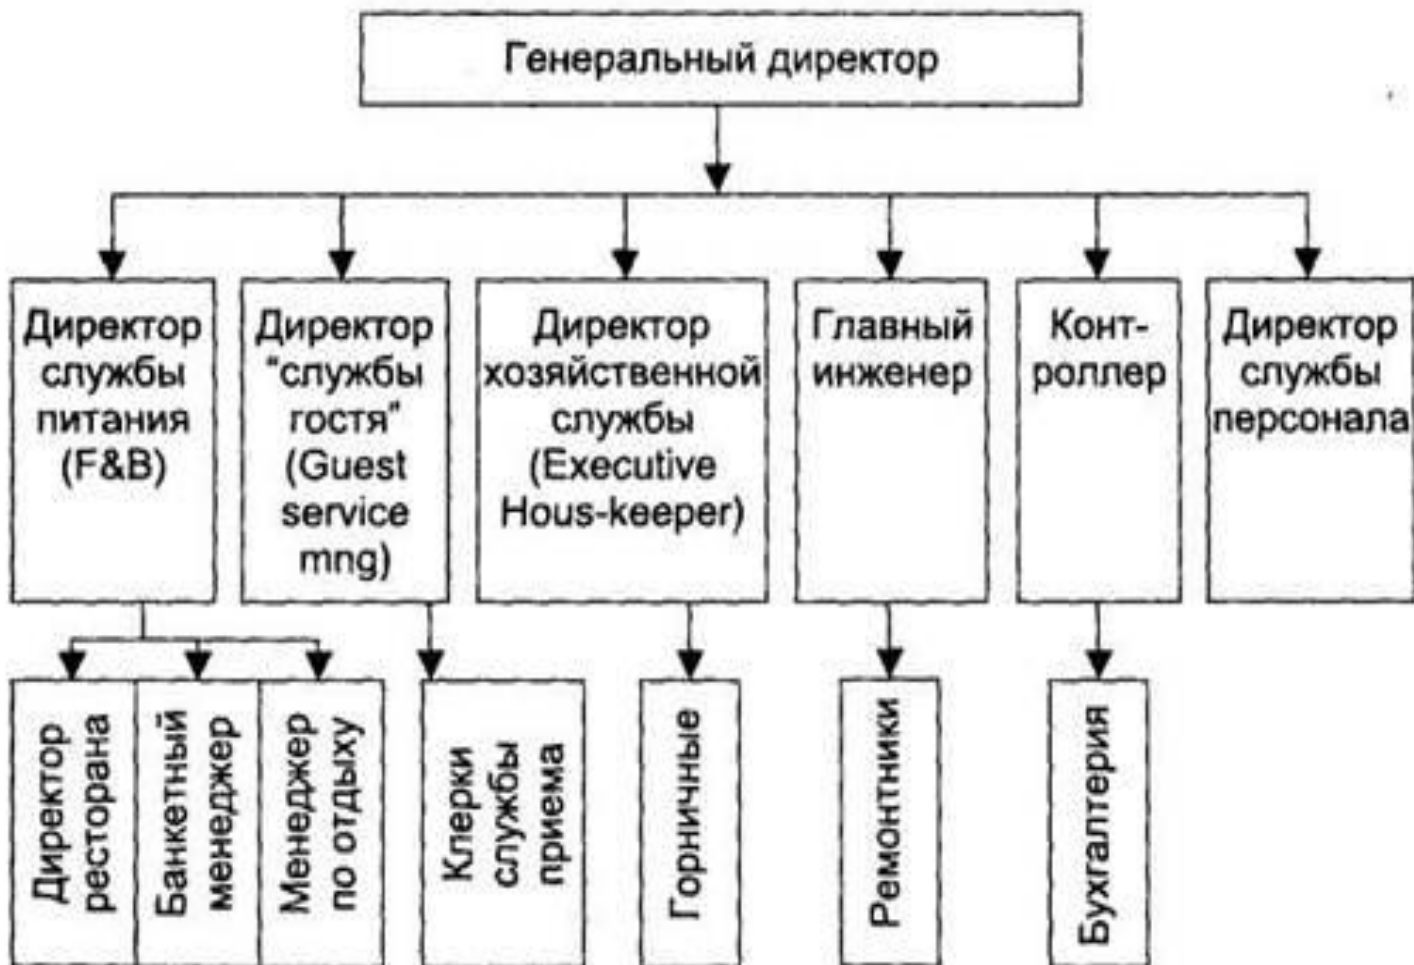 Генеральный директор
Директор
службы
питания
(F&B)
Директор
"службы
гостя"
(Guest
service
mng)
Директор
хозяйственной
службы
(Executive
Hous-keeper)
Главный
инженер
Конт-
роллер
Директор
службы
персонала
Директор
ресторана
Банкетный
менеджер
Менеджер
по отдыху
Клерки
службы
приема
Горничные
Ремонтники
Бухгалтерия